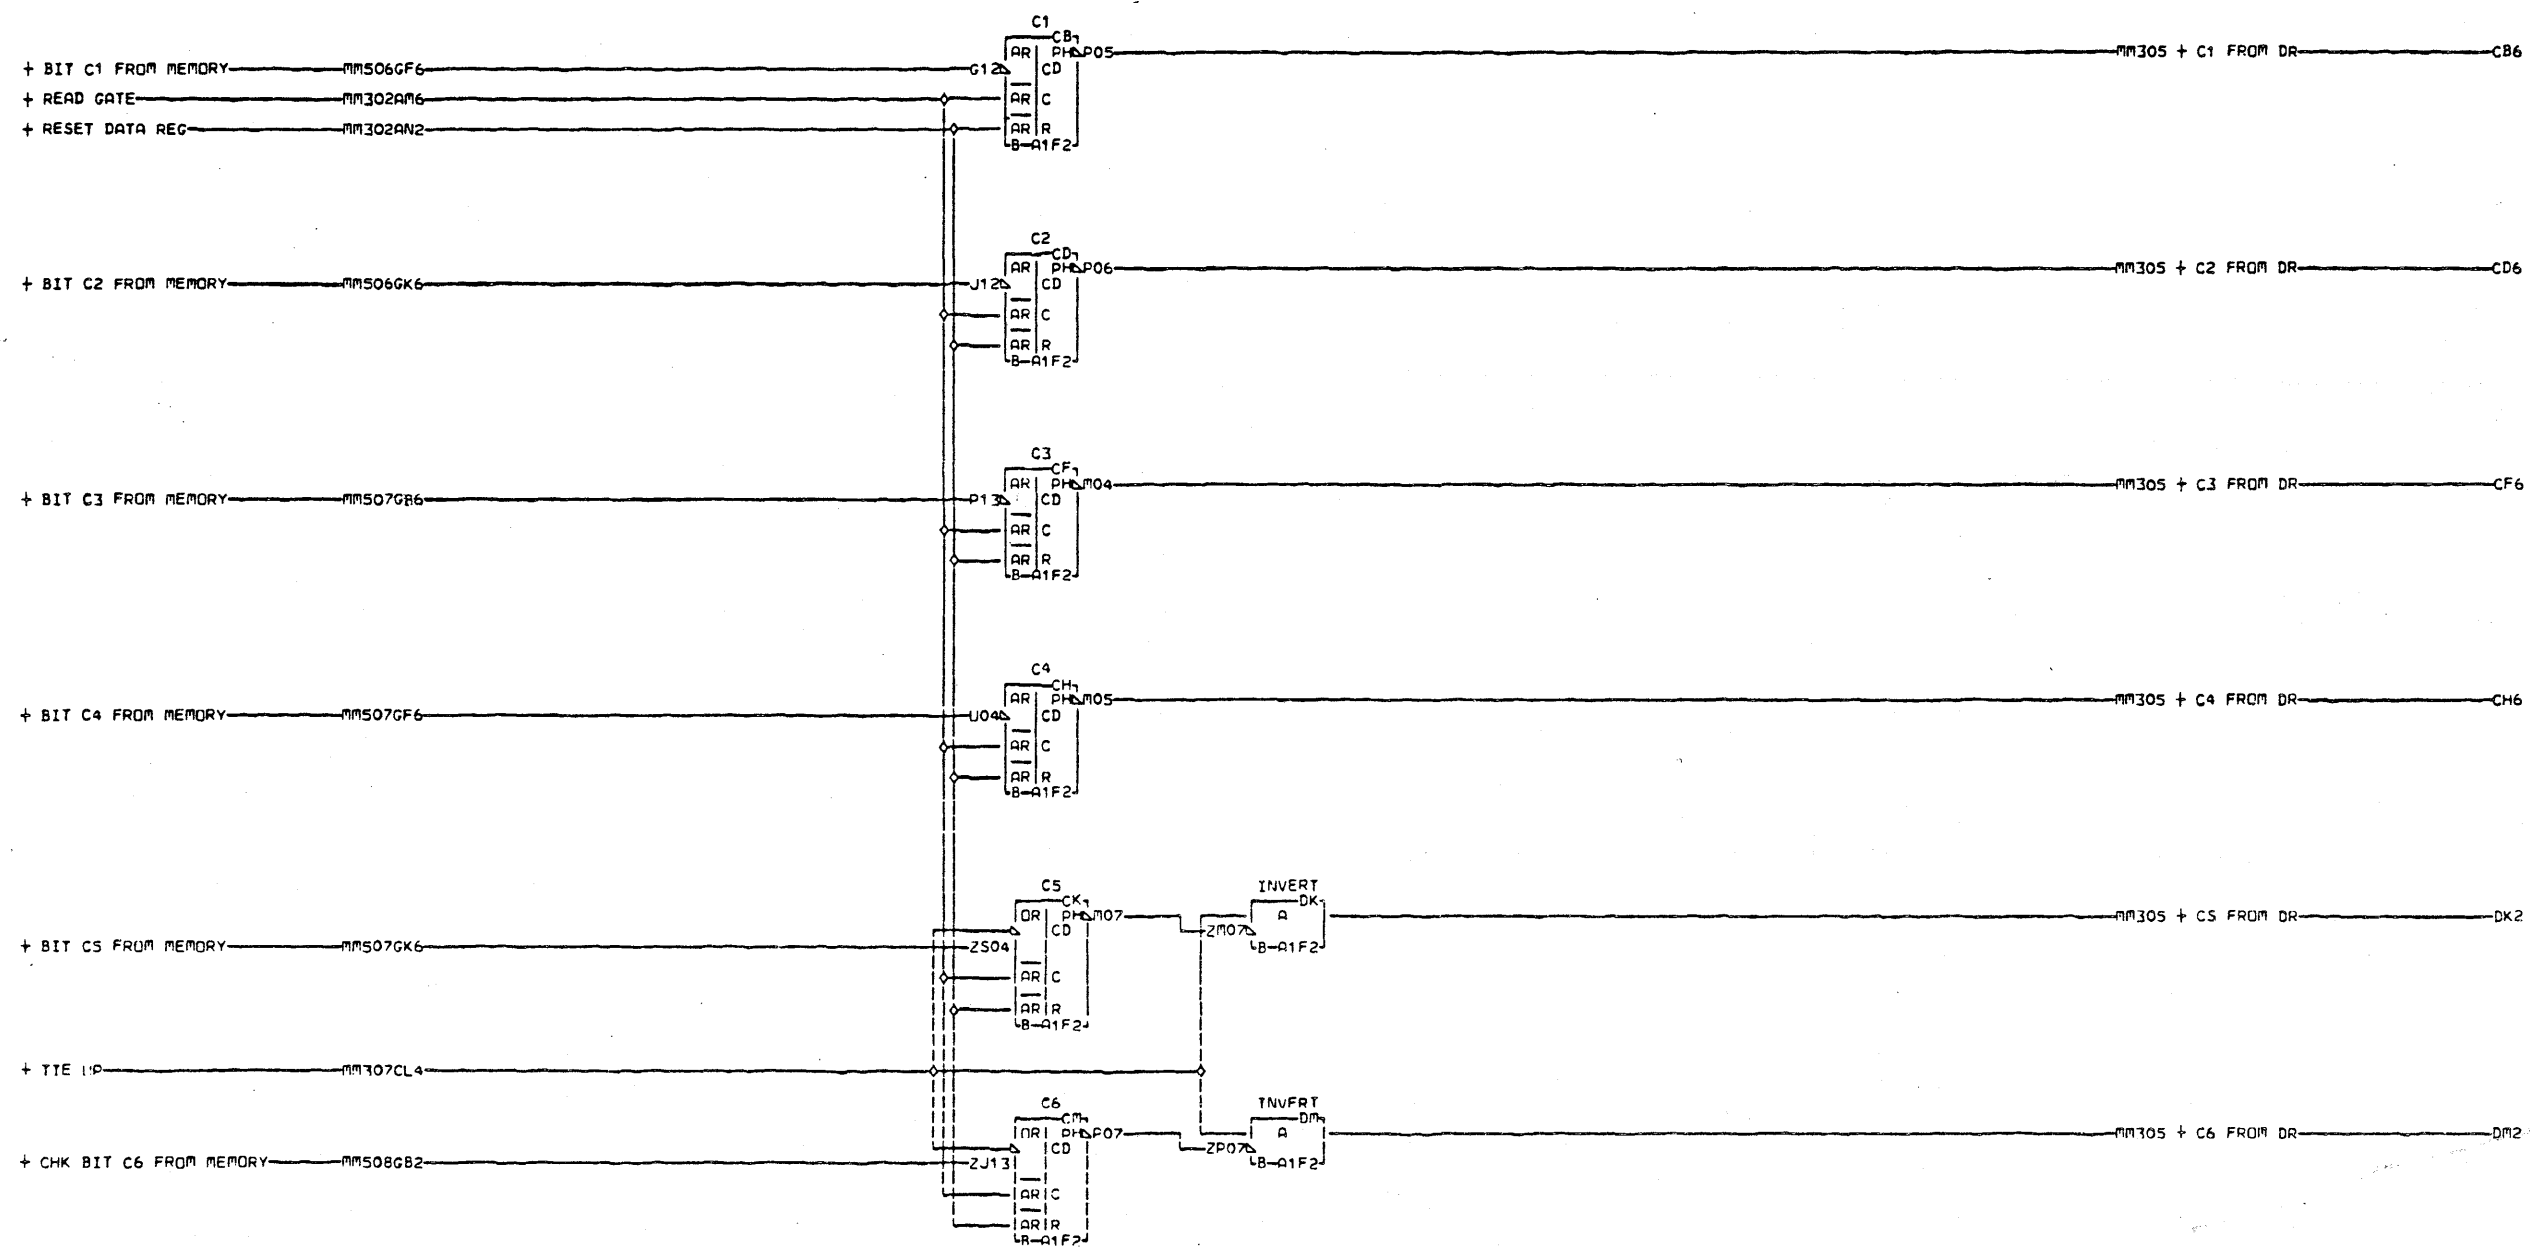 C1
CB
AR PH P05 MM305 + C1 FROM DR CB6
+ BIT C1 FROM MEMORY MM506GF6 G12 CD
+ READ GATE MM302AM6 AR C
+ RESET DATA REG MM302AN2 AR R
B-A1F2
C2
CD
AR PH P06 MM305 + C2 FROM DR CD6
+ BIT C2 FROM MEMORY MM506GK6 J12 CD
AR C
AR R
B-A1F2
C3
CF
AR PH M04 MM305 + C3 FROM DR CF6
+ BIT C3 FROM MEMORY MM507GB6 P13 CD
AR C
AR R
B-A1F2
C4
CH
AR PH M05 MM305 + C4 FROM DR CH6
+ BIT C4 FROM MEMORY MM507GF6 U04 CD
AR C
AR R
B-A1F2
C5 INVERT
CK DK
OR PH M07 A MM305 + C5 FROM DR DK2
CD ZM07
+ BIT C5 FROM MEMORY MM507GK6 ZS04 B-A1F2
AR C
AR R
B-A1F2
+ TIE MM307CL4
C6 INVERT
CM DM
OR PH P07 A MM305 + C6 FROM DR DM2
CD ZP07
+ CHK BIT C6 FROM MEMORY MM508GB2 ZJ13 B-A1F2
AR C
AR R
B-A1F2